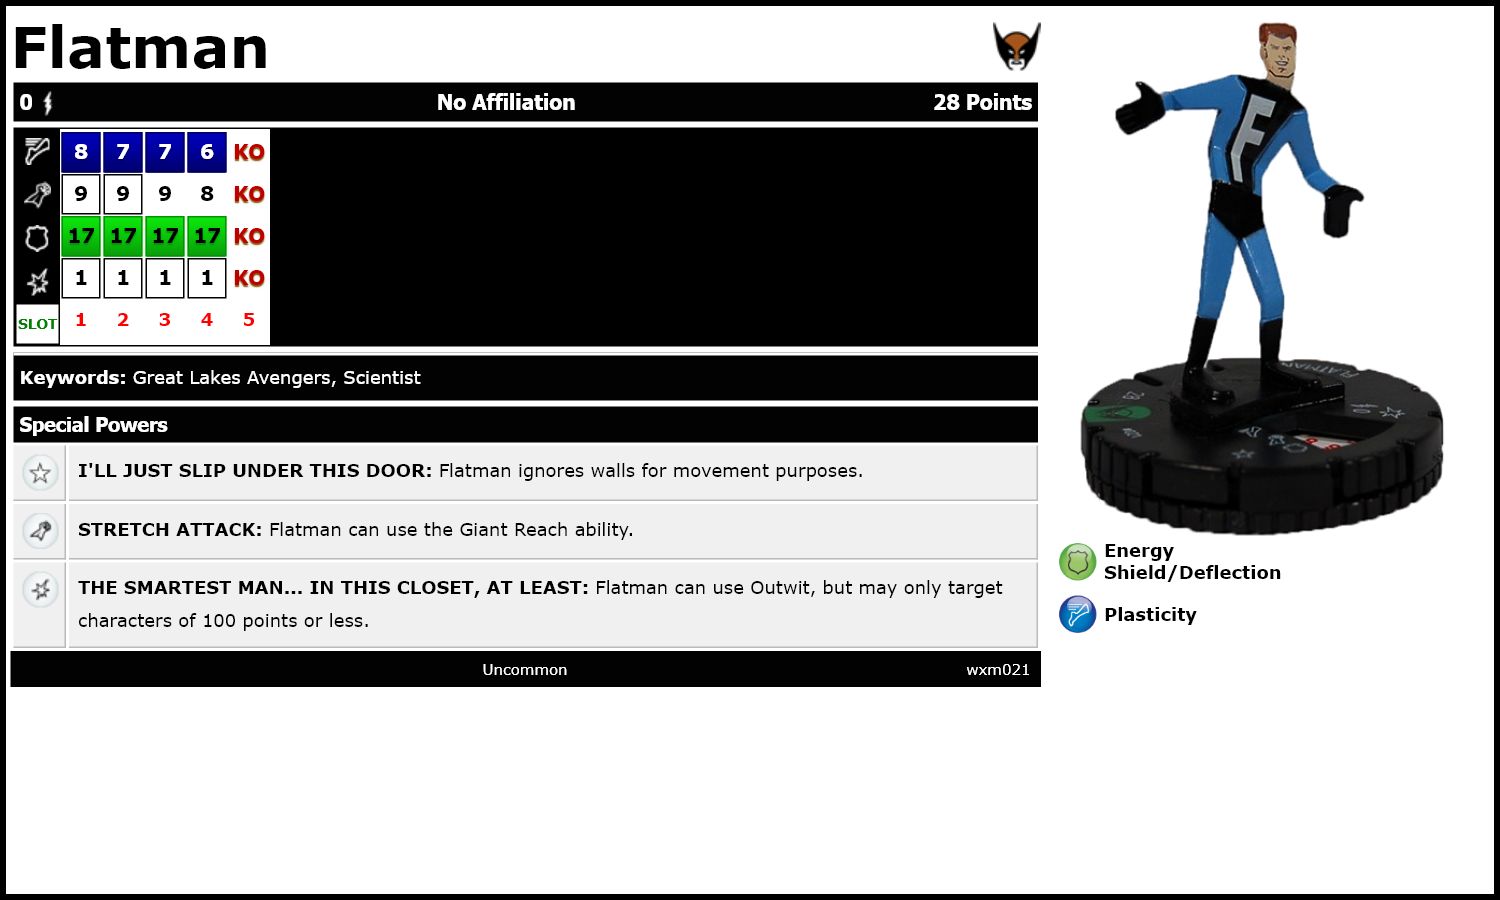 Flatman
0 No Affiliation 28 Points
8 7 7 6 KO
9 9 9 8 KO
17 17 17 17 KO
1 1 1 1 KO
SLOT 1 2 3 4 5
Keywords: Great Lakes Avengers, Scientist
Special Powers
I'LL JUST SLIP UNDER THIS DOOR: Flatman ignores walls for movement purposes.
STRETCH ATTACK: Flatman can use the Giant Reach ability.
THE SMARTEST MAN... IN THIS CLOSET, AT LEAST: Flatman can use Outwit, but may only target
characters of 100 points or less.
Uncommon wxm021
F
FLATMAN
Energy
Shield/Deflection
Plasticity